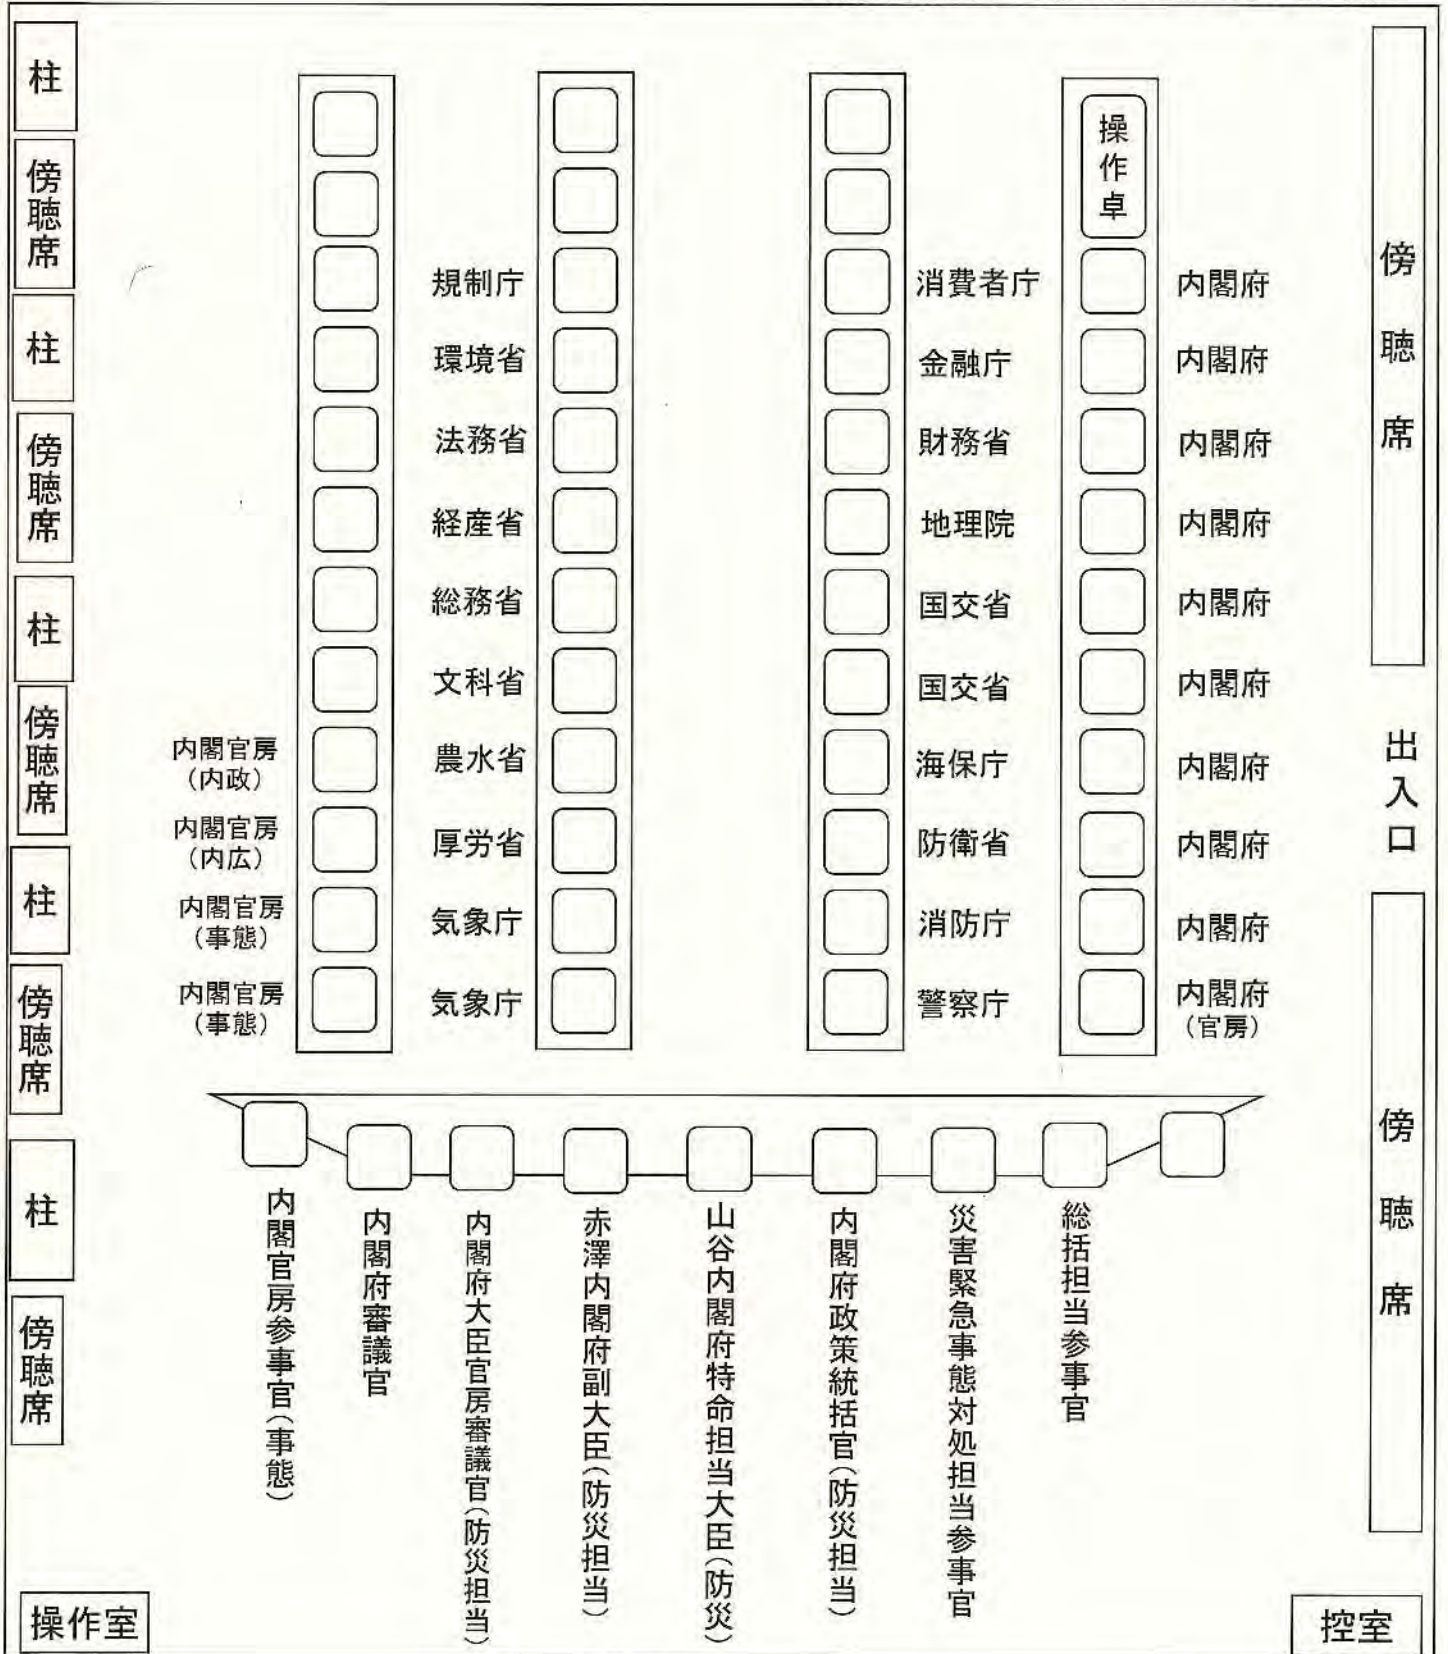 柱
傍聴席
柱
傍聴席
柱
傍聴席
柱
傍聴席
柱
傍聴席
操作室
内閣官房
（内政）
内閣官房
（内広）
内閣官房
（事態）
内閣官房
（事態）
規制庁
環境省
法務省
経産省
総務省
文科省
農水省
厚労省
気象庁
気象庁
消費者庁
金融庁
財務省
地理院
国交省
国交省
海保庁
防衛省
消防庁
警察庁
操作卓
内閣府
内閣府
内閣府
内閣府
内閣府
内閣府
内閣府
内閣府
内閣府
内閣府
（官房）
傍聴席
出入口
傍聴席
内閣官房参事官（事態）
内閣府審議官
内閣府大臣官房審議官（防災担当）
赤澤内閣府副大臣（防災担当）
山谷内閣府特命担当大臣（防災）
内閣府政策統括官（防災担当）
災害緊急事態対処担当参事官
総括担当参事官
控室